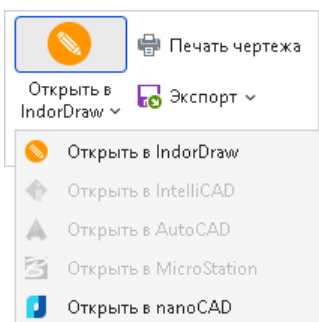 Печать чертежа
Открыть в
IndorDraw
Экспорт
Открыть в IndorDraw
Открыть в IntelliCAD
Открыть в AutoCAD
Открыть в MicroStation
Открыть в nanoCAD